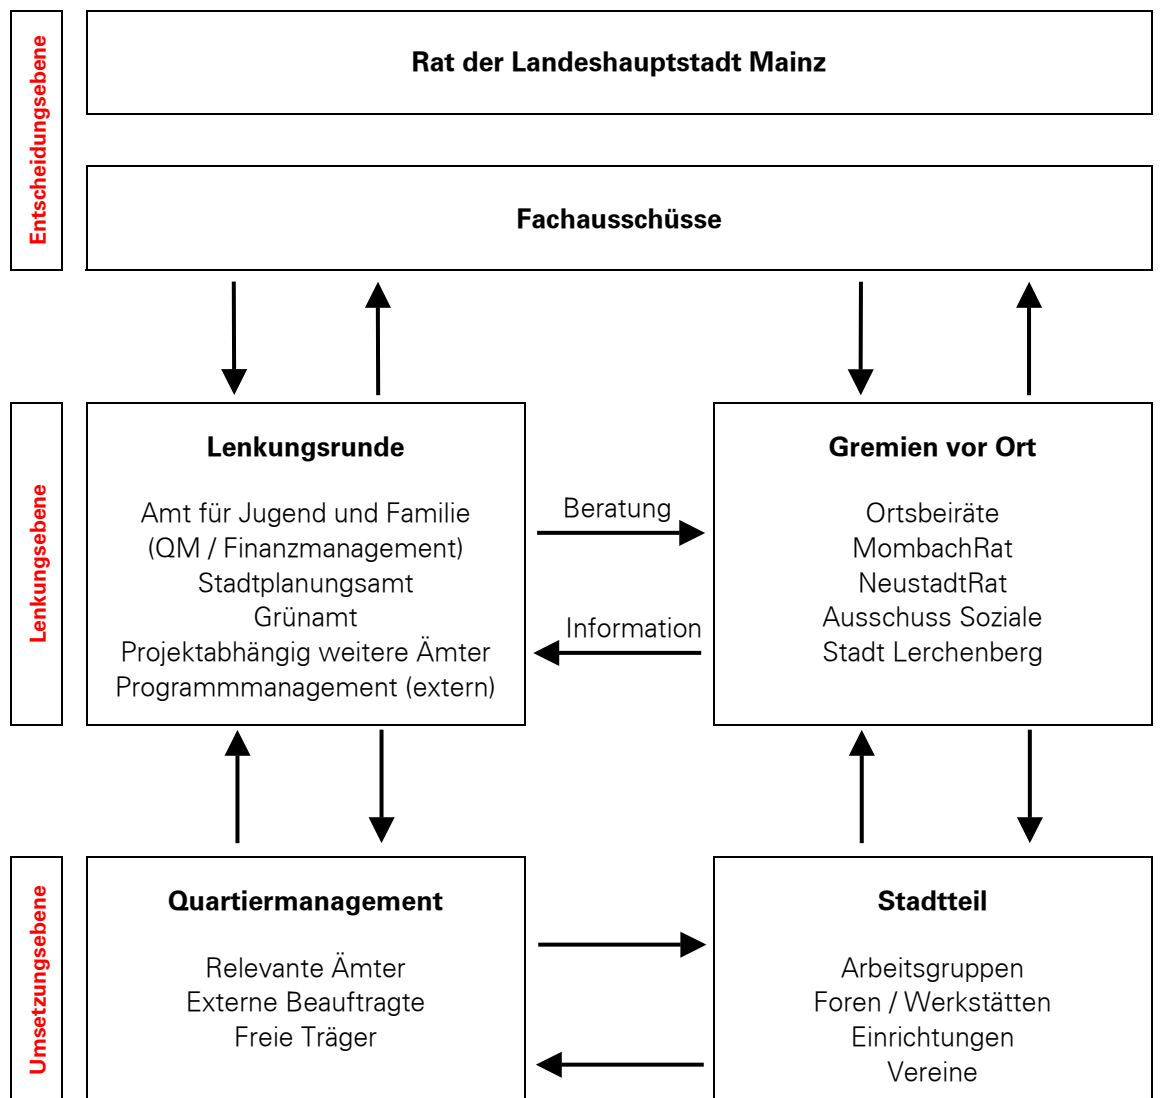 Entscheidungsebene
Rat der Landeshauptstadt Mainz
Fachausschüsse
Lenkungsebene
Lenkungsrunde
Amt für Jugend und Familie
(QM / Finanzmanagement)
Stadtplanungsamt
Grünamt
Projektabhängig weitere Ämter
Programmmanagement (extern)
Beratung
Information
Gremien vor Ort
Ortsbeiräte
MombachRat
NeustadtRat
Ausschuss Soziale
Stadt Lerchenberg
Umsetzungsebene
Quartiermanagement
Relevante Ämter
Externe Beauftragte
Freie Träger
Stadtteil
Arbeitsgruppen
Foren / Werkstätten
Einrichtungen
Vereine